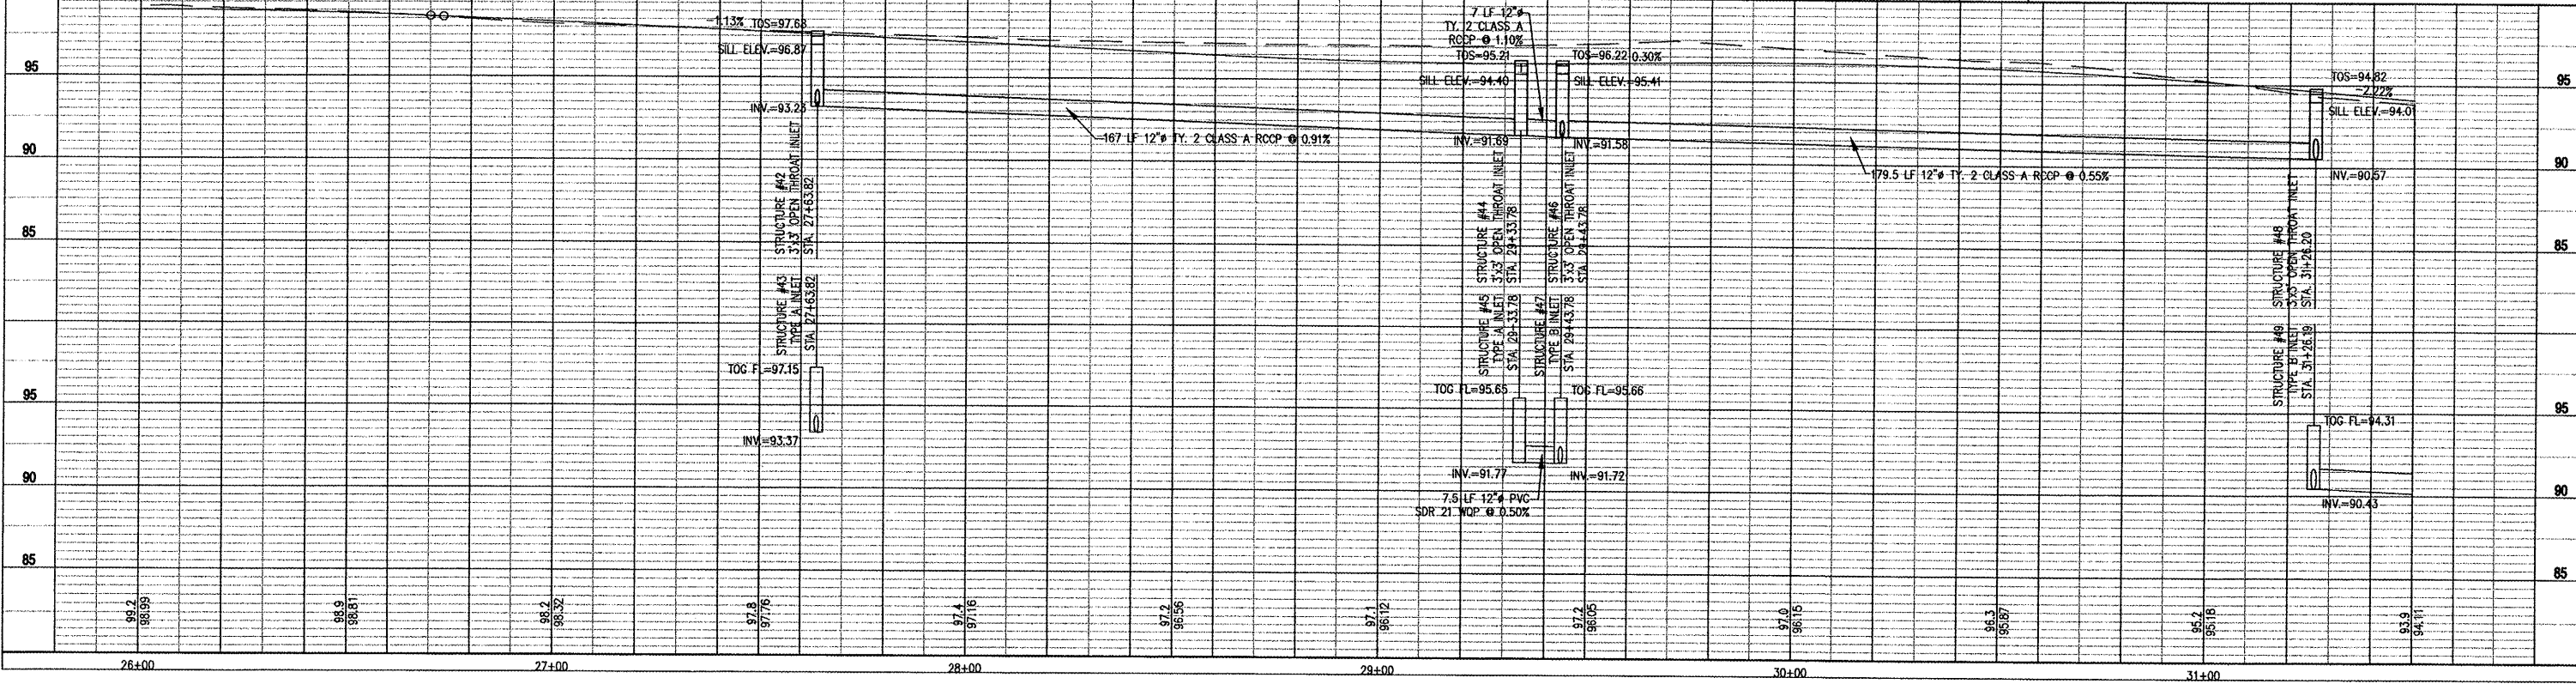 -1.13%
TOS=97.68
SILL ELEV.=96.87
INV.=93.23
167 LF 12"ø TY. 2 CLASS A RCCP @ 0.91%
7 LF 12"ø
TY. 2 CLASS A
RCCP @ 1.10%
TOS=95.21
SILL ELEV.=94.40
INV.=91.69
TOS=96.22
0.30%
SILL ELEV.=95.41
INV.=91.58
179.5 LF 12"ø TY. 2 CLASS A RCCP @ 0.55%
TOS=94.82
-2.22%
SILL ELEV.=94.01
INV.=90.57
95
90
85
95
90
85
95
90
85
95
90
85
STRUCTURE #42
3'x3' OPEN THROAT INLET
STA. 27+63.82
STRUCTURE #43
TYPE A INLET
STA. 27+63.82
TOG FL=97.15
INV.=93.37
STRUCTURE #44
3'x3' OPEN THROAT INLET
STA. 29+33.78
STRUCTURE #46
3'x3' OPEN THROAT INLET
STA. 29+43.78
STRUCTURE #45
TYPE A INLET
STA. 29+33.78
STRUCTURE #47
TYPE B INLET
STA. 29+43.78
TOG FL=95.65
TOG FL=95.66
INV.=91.77
INV.=91.72
7.5 LF 12"ø PVC
SDR 21 WQP @ 0.50%
STRUCTURE #48
3'x3' OPEN THROAT INLET
STA. 31+26.20
STRUCTURE #49
TYPE B INLET
STA. 31+26.19
TOG FL=94.31
INV.=90.43
99.2
98.99
98.9
98.81
98.2
98.32
97.8
97.76
97.4
97.16
97.2
96.56
97.1
96.12
97.2
96.05
97.0
96.15
96.3
95.87
95.2
95.18
93.9
94.11
26+00
27+00
28+00
29+00
30+00
31+00